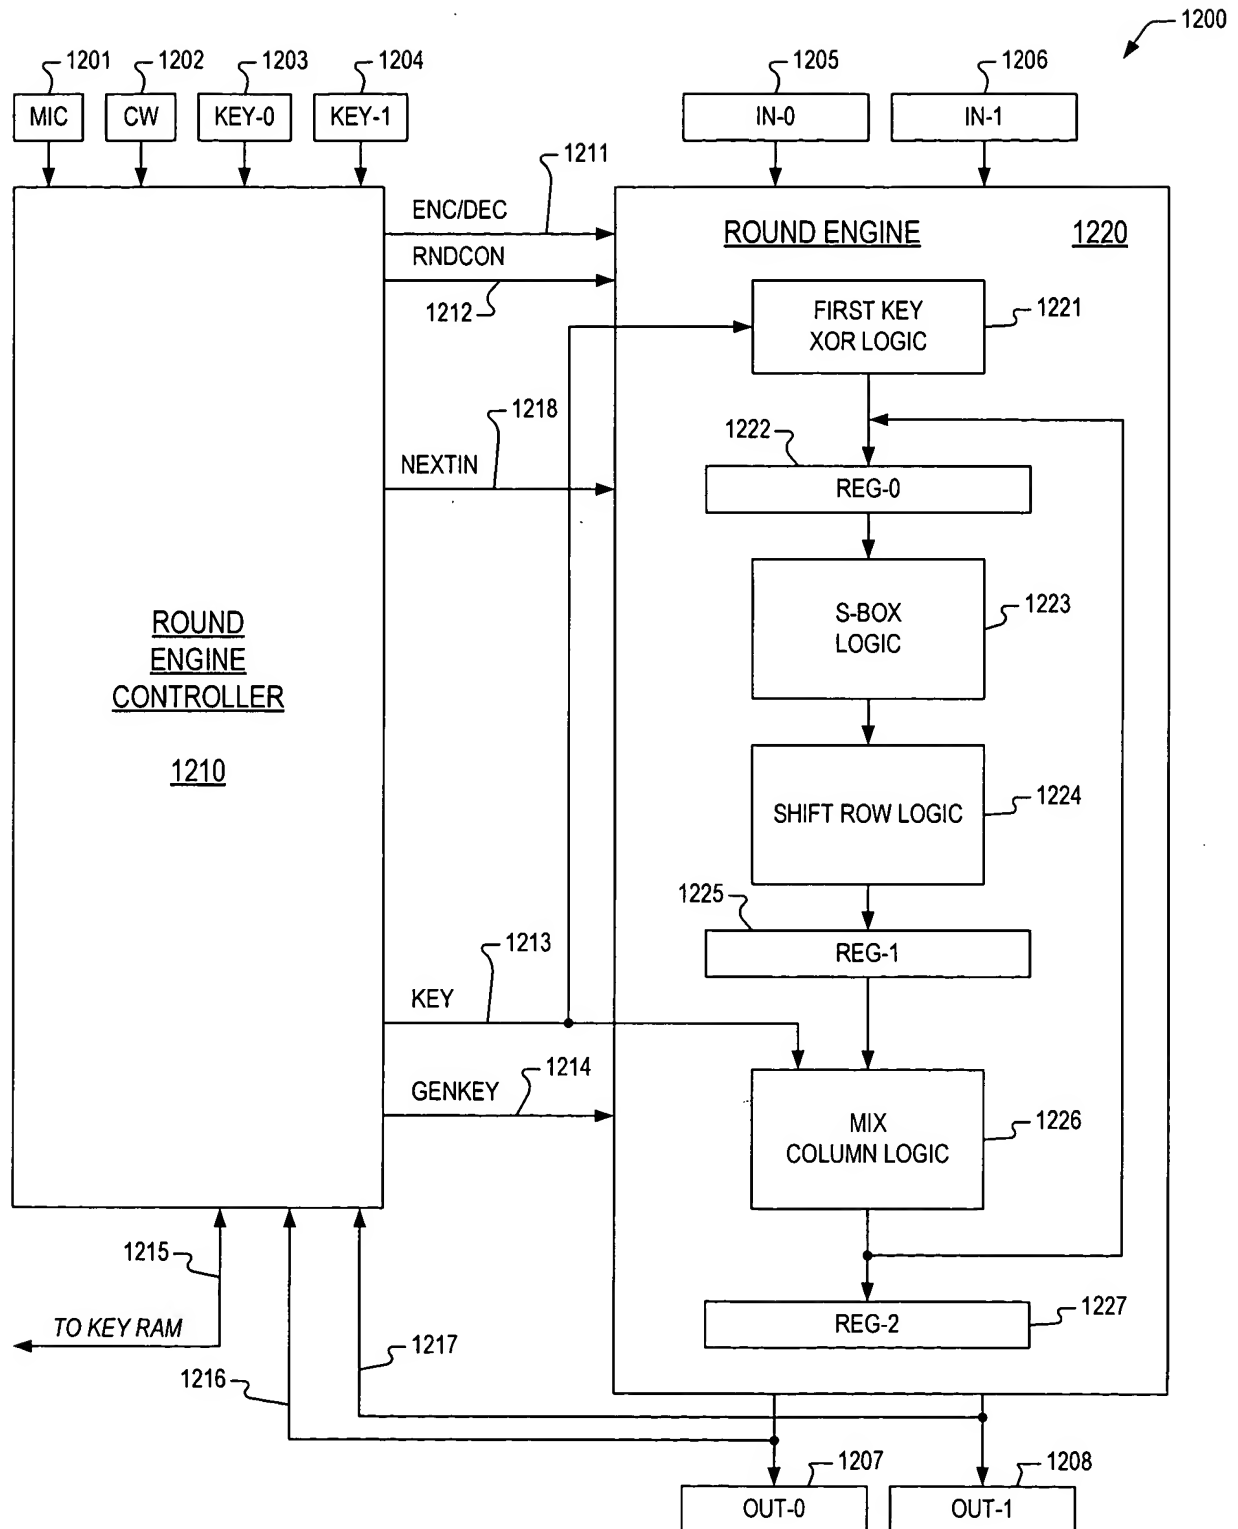 1200
1201
1202
1203
1204
1205
1206
MIC
CW
KEY-0
KEY-1
IN-0
IN-1
1211
ENC/DEC
ROUND ENGINE
1220
RNDCON
1212
FIRST KEY
XOR LOGIC
1221
1218
1222
NEXTIN
REG-0
S-BOX
LOGIC
1223
ROUND
ENGINE
CONTROLLER
1210
SHIFT ROW LOGIC
1224
1225
1213
REG-1
KEY
1214
GENKEY
MIX
COLUMN LOGIC
1226
1215
TO KEY RAM
1217
1216
REG-2
1227
1207
1208
OUT-0
OUT-1